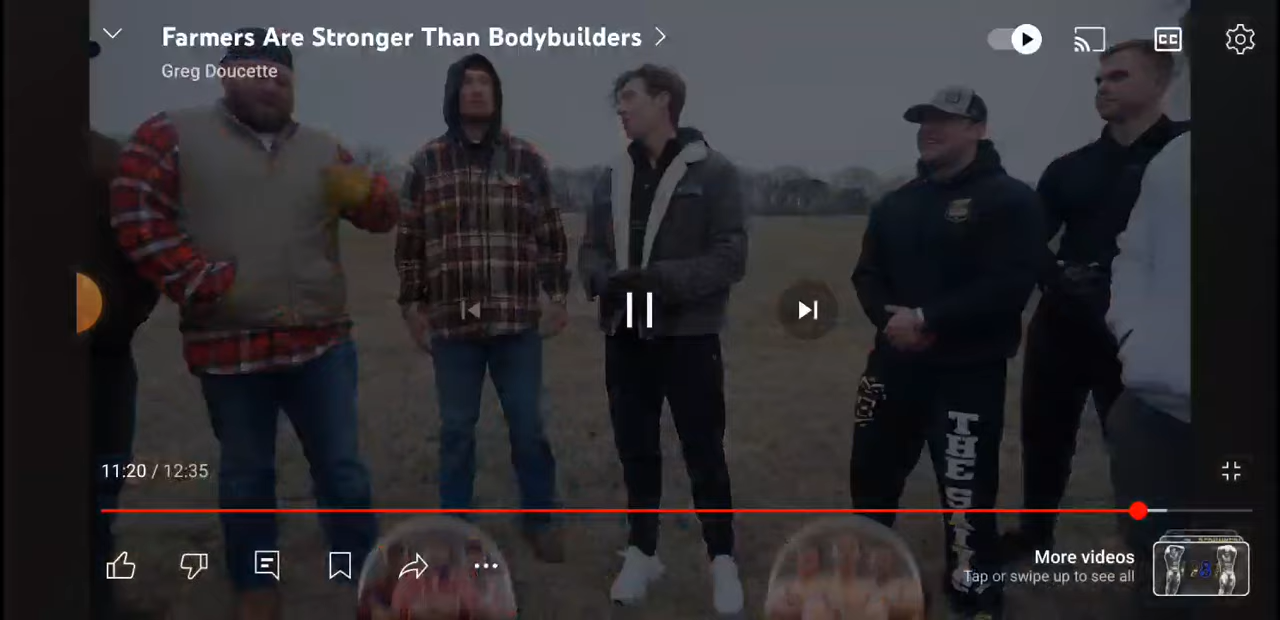 Farmers Are Stronger Than Bodybuilders
Greg Doucette
CC
THE S
11:20 / 12:35
More videos
Tap or swipe up to see all